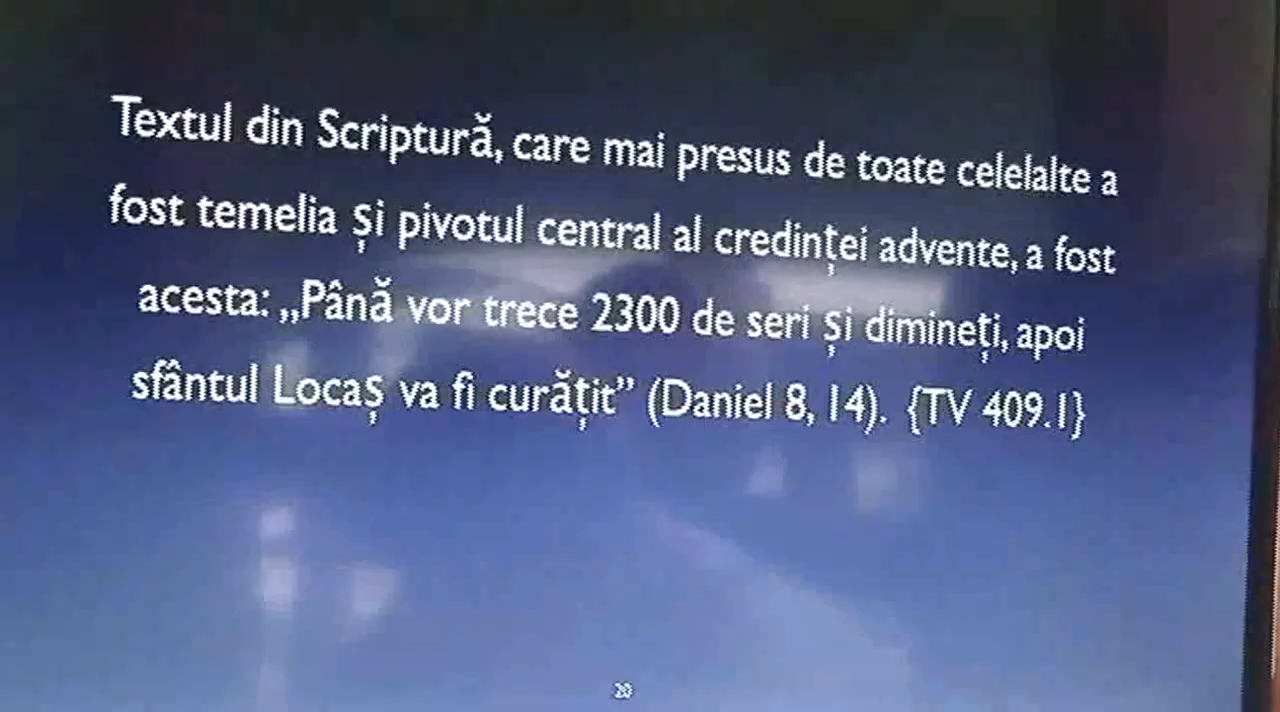 Textul din Scriptură, care mai presus de toate celelalte a
fost temelia și pivotul central al credinței advente, a fost
acesta: „Până vor trece 2300 de seri și dimineți, apoi
sfântul Locaș va fi curățit” (Daniel 8, 14). {TV 409.1}
20